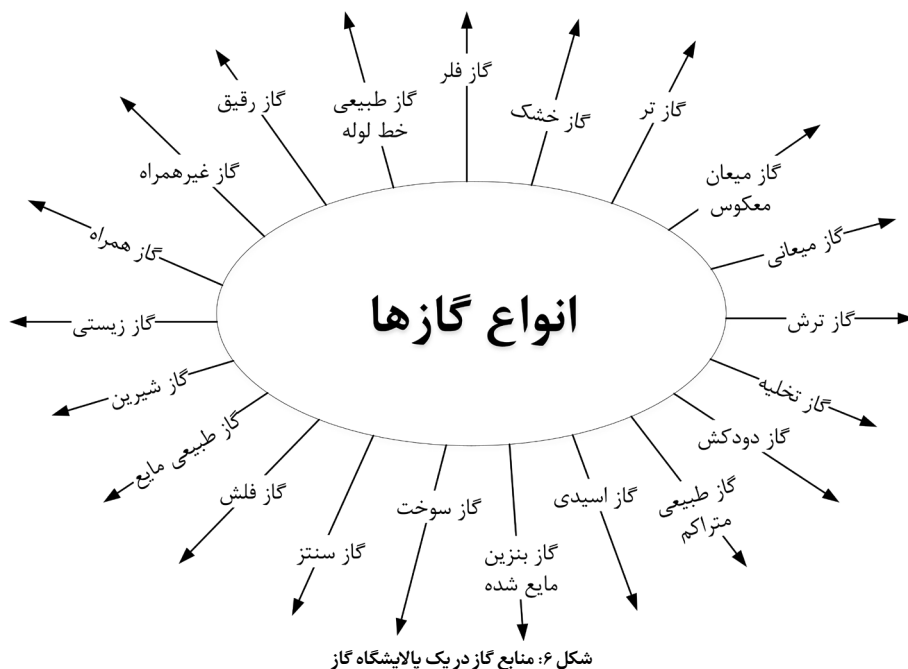 گاز فلر
گاز خشک
گاز تر
گاز میعان
معکوس
گاز میعانی
گاز ترش
گاز تخلیه
گاز دودکش
گاز طبیعی
متراکم
گاز اسیدی
گاز بنزین
مایع شده
گاز سوخت
گاز سنتز
گاز فلش
گاز طبیعی مایع
گاز شیرین
گاز زیستی
گاز همراه
گاز غیرهمراه
گاز رقیق
گاز طبیعی
خط لوله
انواع گازها
شکل ۶: منابع گاز در یک پالایشگاه گاز